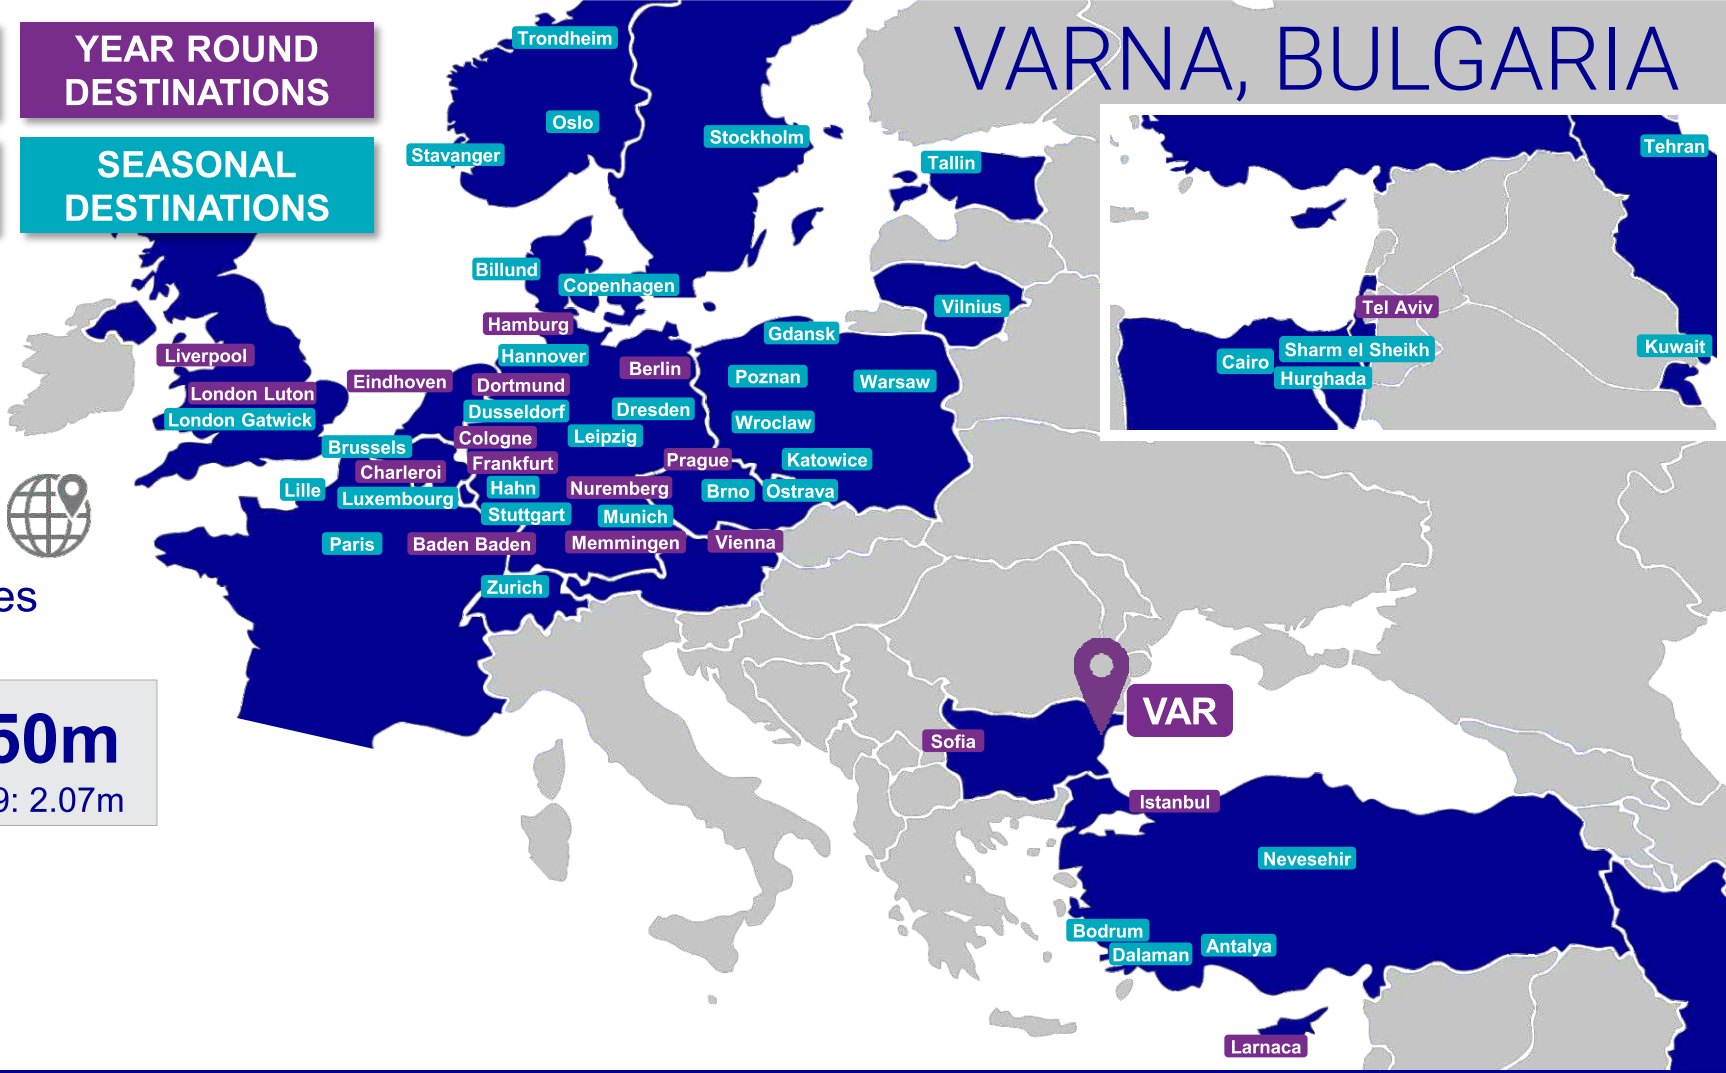 YEAR ROUND
DESTINATIONS
SEASONAL
DESTINATIONS
VARNA, BULGARIA
Trondheim
Oslo
Stavanger
Stockholm
Tallin
Tehran
Billund
Copenhagen
Vilnius
Tel Aviv
Hamburg
Gdansk
Hannover
Sharm el Sheikh
Kuwait
Liverpool
Cairo
Berlin
Hurghada
Eindhoven
Dortmund
Poznan
Warsaw
London Luton
Dusseldorf
Dresden
London Gatwick
Wroclaw
Cologne
Leipzig
Brussels
Frankfurt
Prague
Katowice
Charleroi
Lille
Luxembourg
Hahn
Nuremberg
Brno
Ostrava
Stuttgart
Munich
Paris
Baden Baden
Memmingen
Vienna
Zurich
es
VAR
50m
Sofia
9: 2.07m
Istanbul
Nevesehir
Bodrum
Dalaman
Antalya
Larnaca